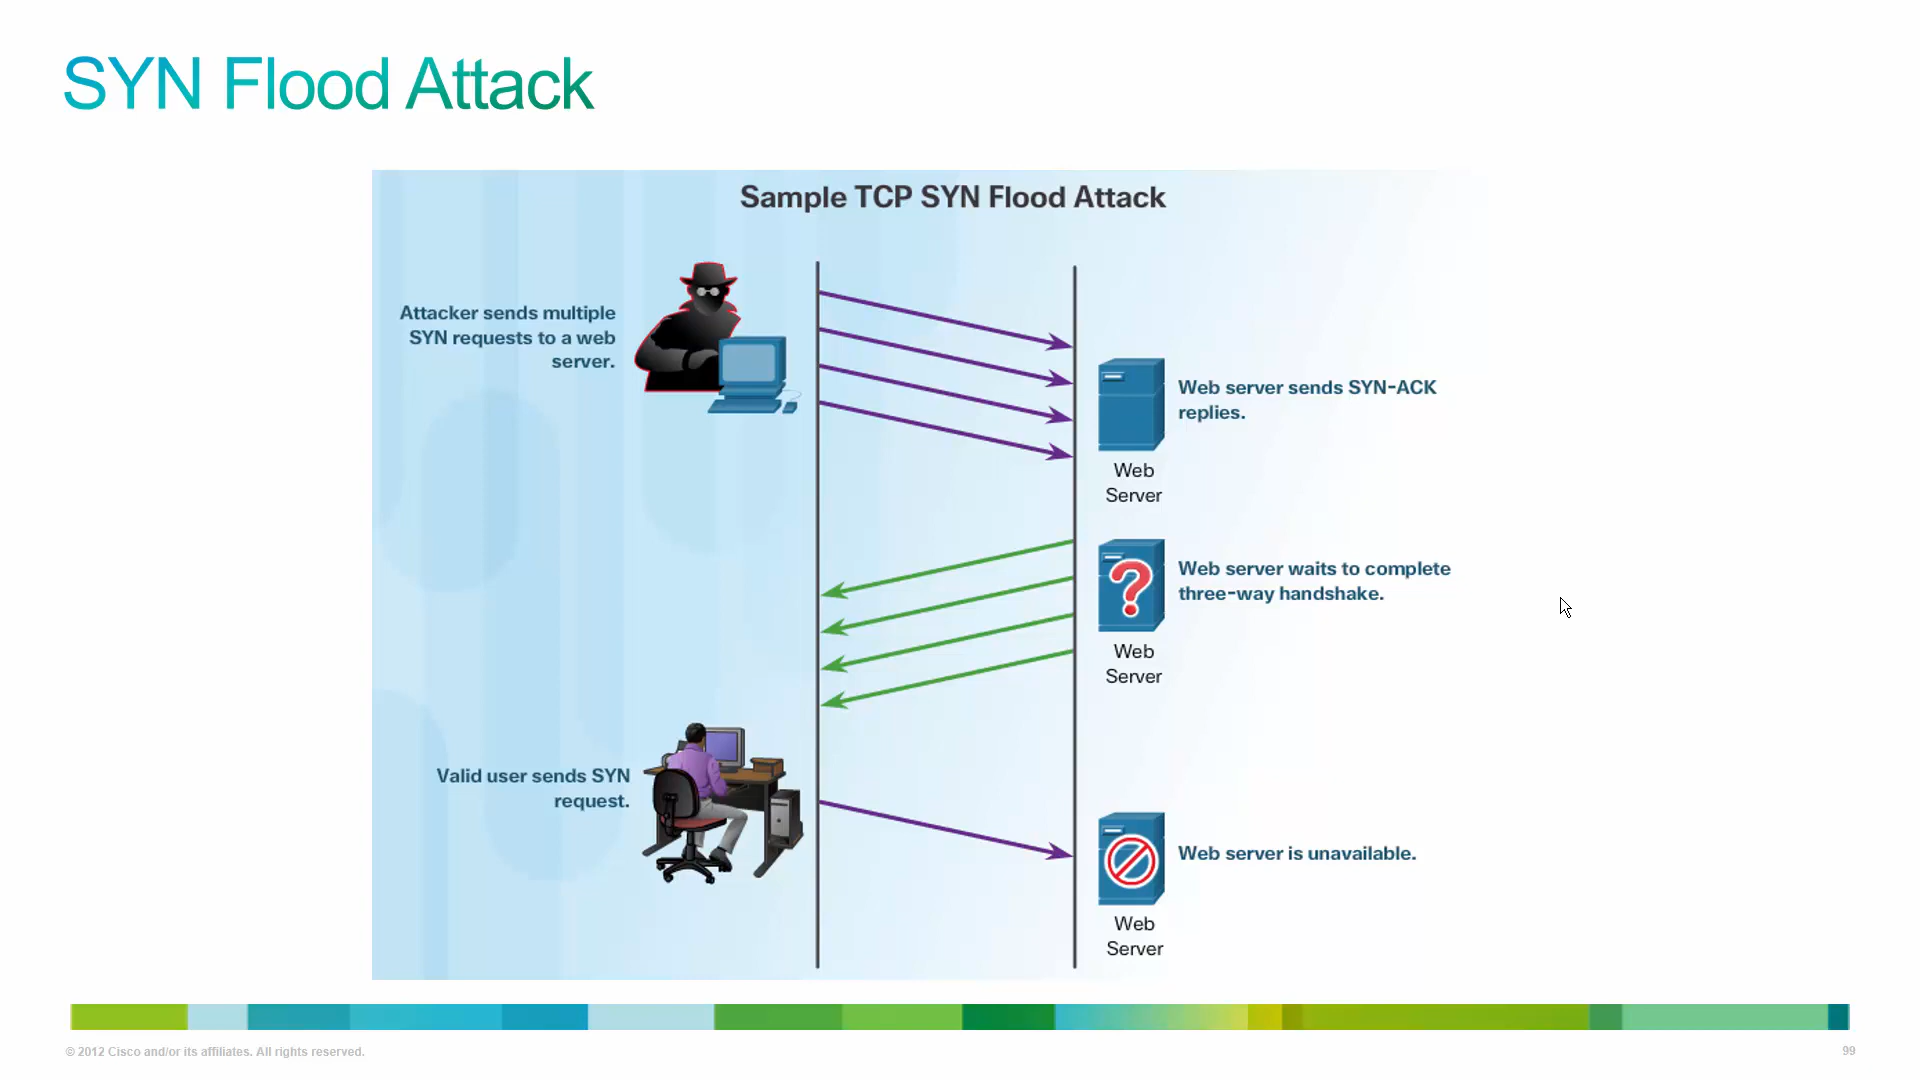 SYN Flood Attack
Sample TCP SYN Flood Attack
Attacker sends multiple
SYN requests to a web
server.
Web server sends SYN-ACK
replies.
Web
Server
Web server waits to complete
three-way handshake.
Web
Server
Valid user sends SYN
request.
Web server is unavailable.
Web
Server
© 2012 Cisco and/or its affiliates. All rights reserved.
99